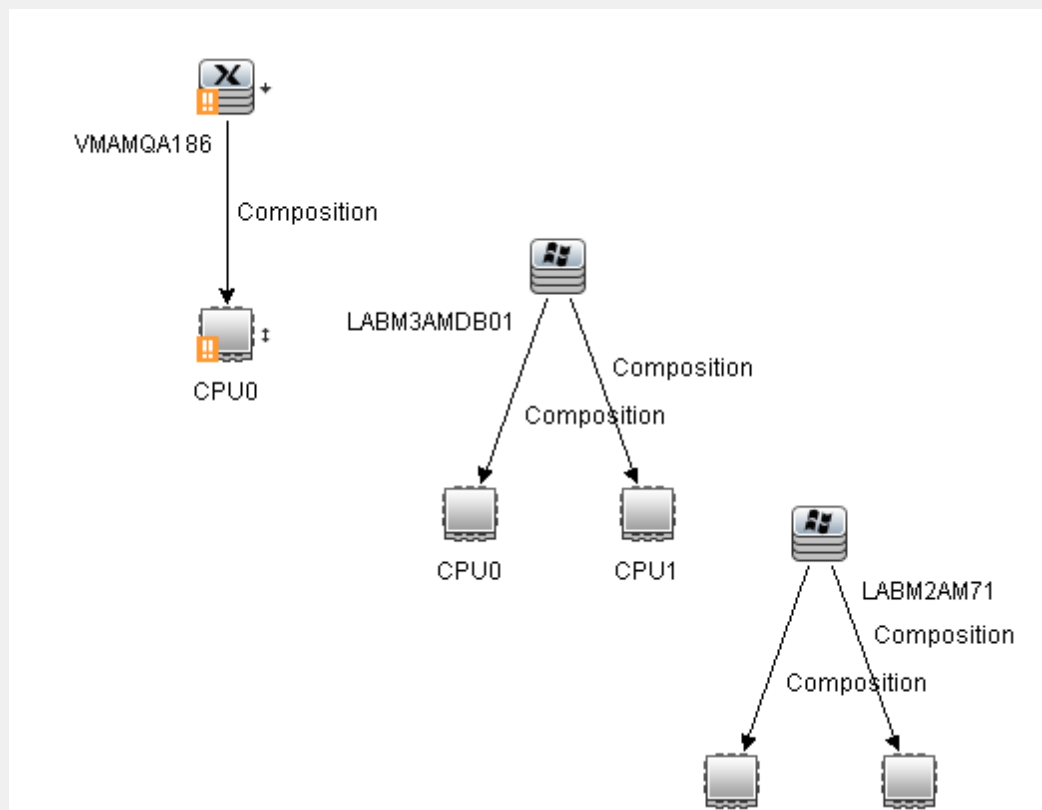 VMAMQA186
Composition
LABM3AMDB01
CPU0
Composition
Composition
CPU0
CPU1
LABM2AM71
Composition
Composition